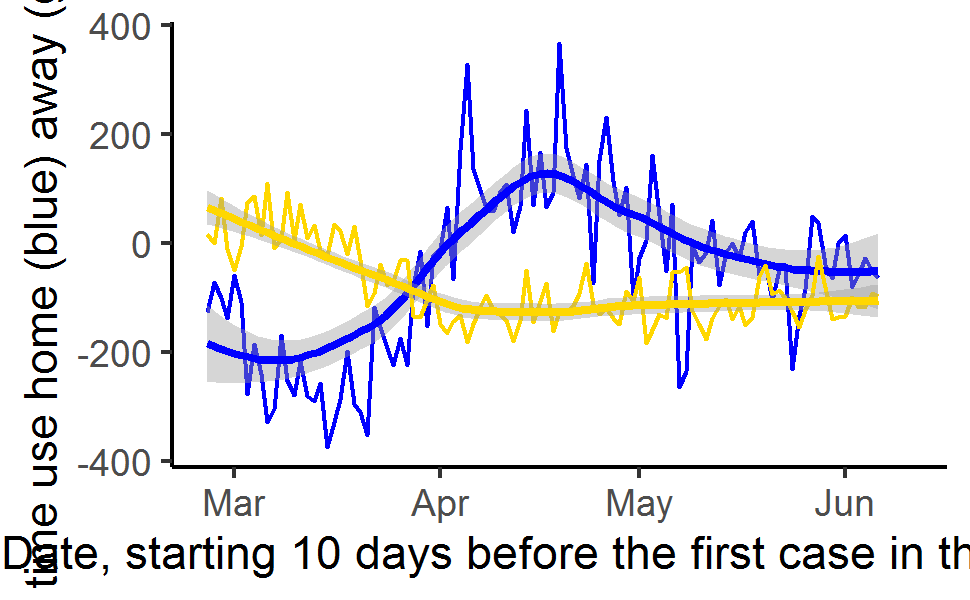 time use home (blue) away (
400
200
0
-200
-400
Mar Apr May Jun
Date, starting 10 days before the first case in th